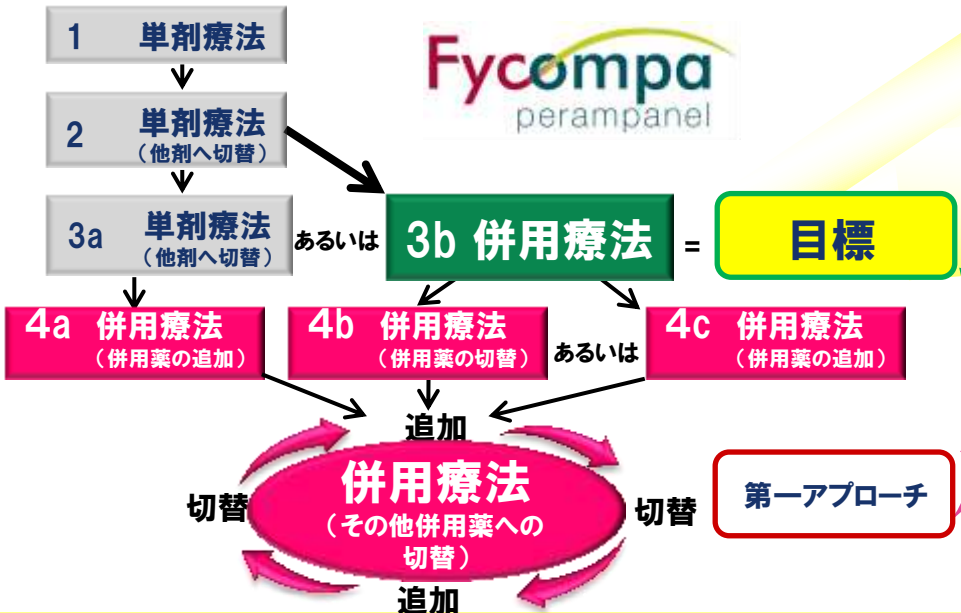 1 単剤療法
Fycompa
perampanel
2 単剤療法
（他剤へ切替）
3a 単剤療法
（他剤へ切替）
あるいは
3b 併用療法
=
目標
4a 併用療法
（併用薬の追加）
4b 併用療法
（併用薬の切替）
あるいは
4c 併用療法
（併用薬の追加）
追加
併用療法
（その他併用薬への
切替）
切替
切替
第一アプローチ
追加